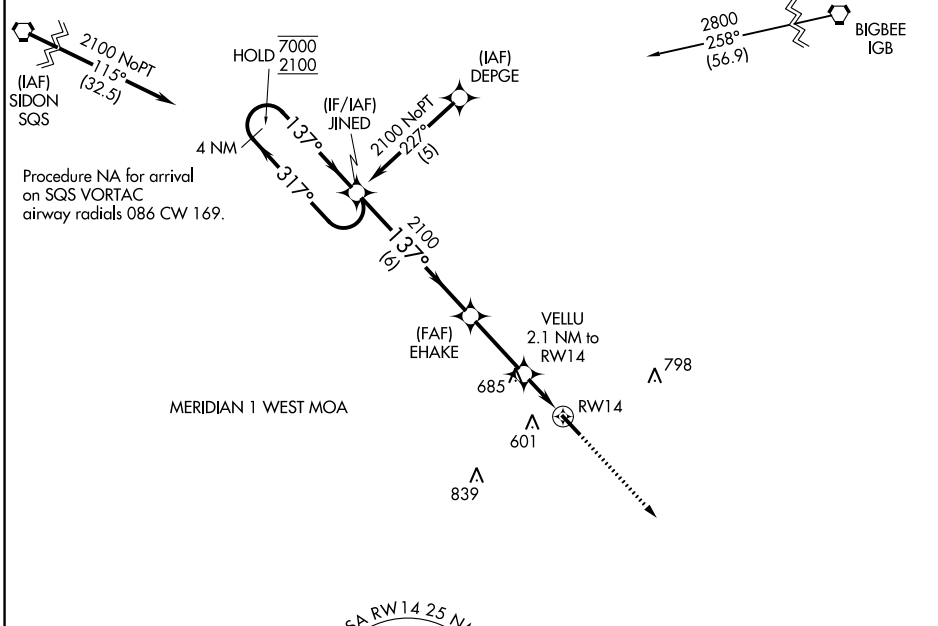 2100 NoPT
115°
(32.5)
(IAF)
SIDON
SQS
HOLD 7000
2100
(IF/IAF)
JINED
(IAF)
DEPGE
2100 NoPT
227°
(5)
2800
258°
(56.9)
BIGBEE
IGB
4 NM
137°
317°
Procedure NA for arrival
on SQS VORTAC
airway radials 086 CW 169.
2100
137°
(6)
(FAF)
EHAKE
VELLU
2.1 NM to
RW14
685
798
MERIDIAN 1 WEST MOA
RW14
601
839
RW14 25